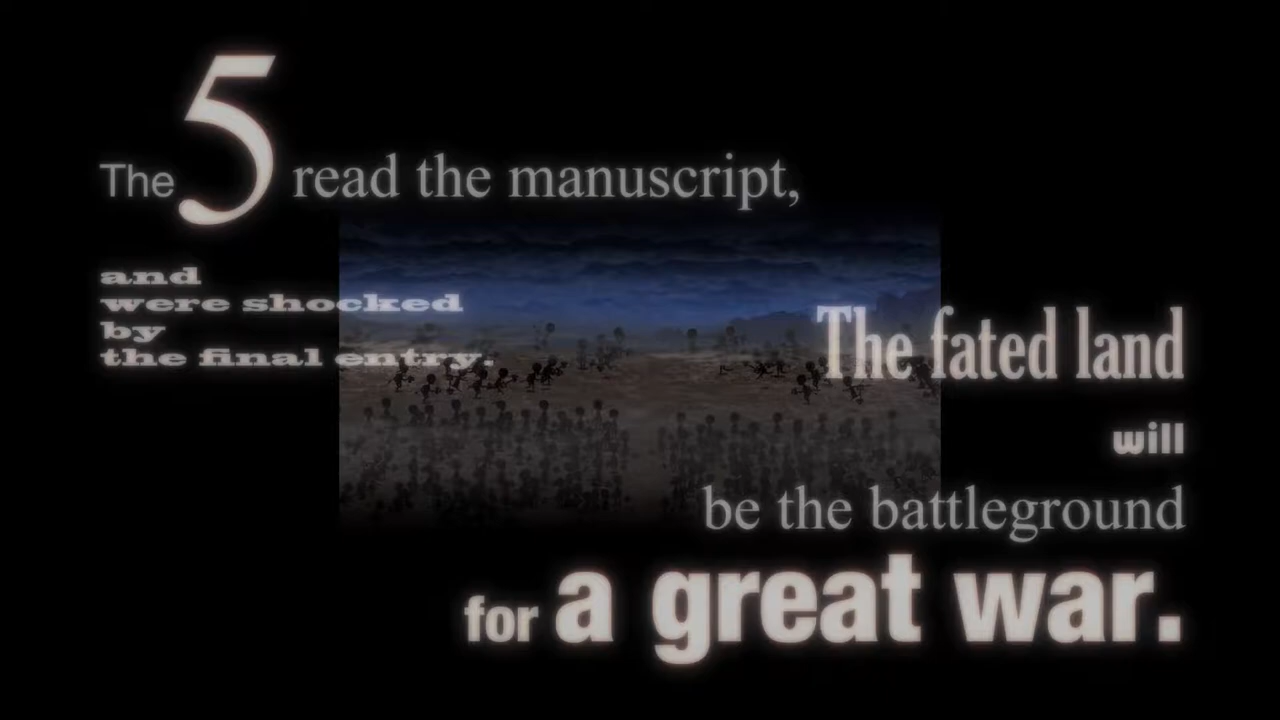 The 5 read the manuscript,
and
were shocked
by
the final entry.
The fated land
will
be the battleground
for a great war.